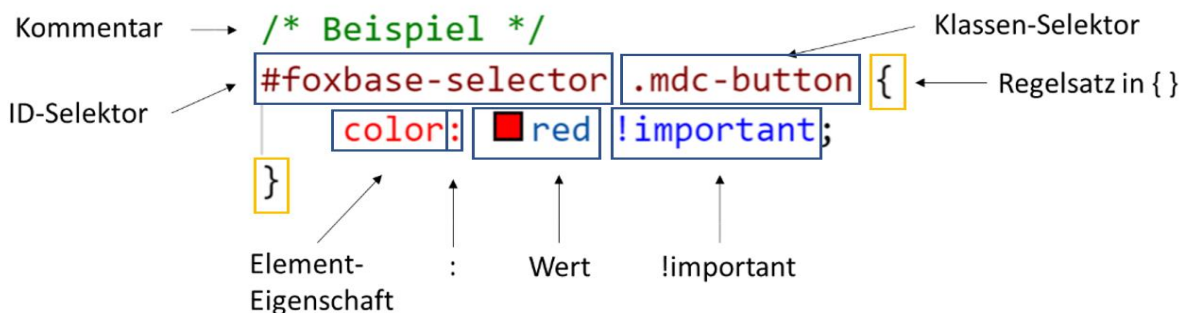 Kommentar
/* Beispiel */
Klassen-Selektor
ID-Selektor
#foxbase-selector .mdc-button {
Regelsatz in { }
color: red !important;
}
Element-
Eigenschaft
:
Wert
!important